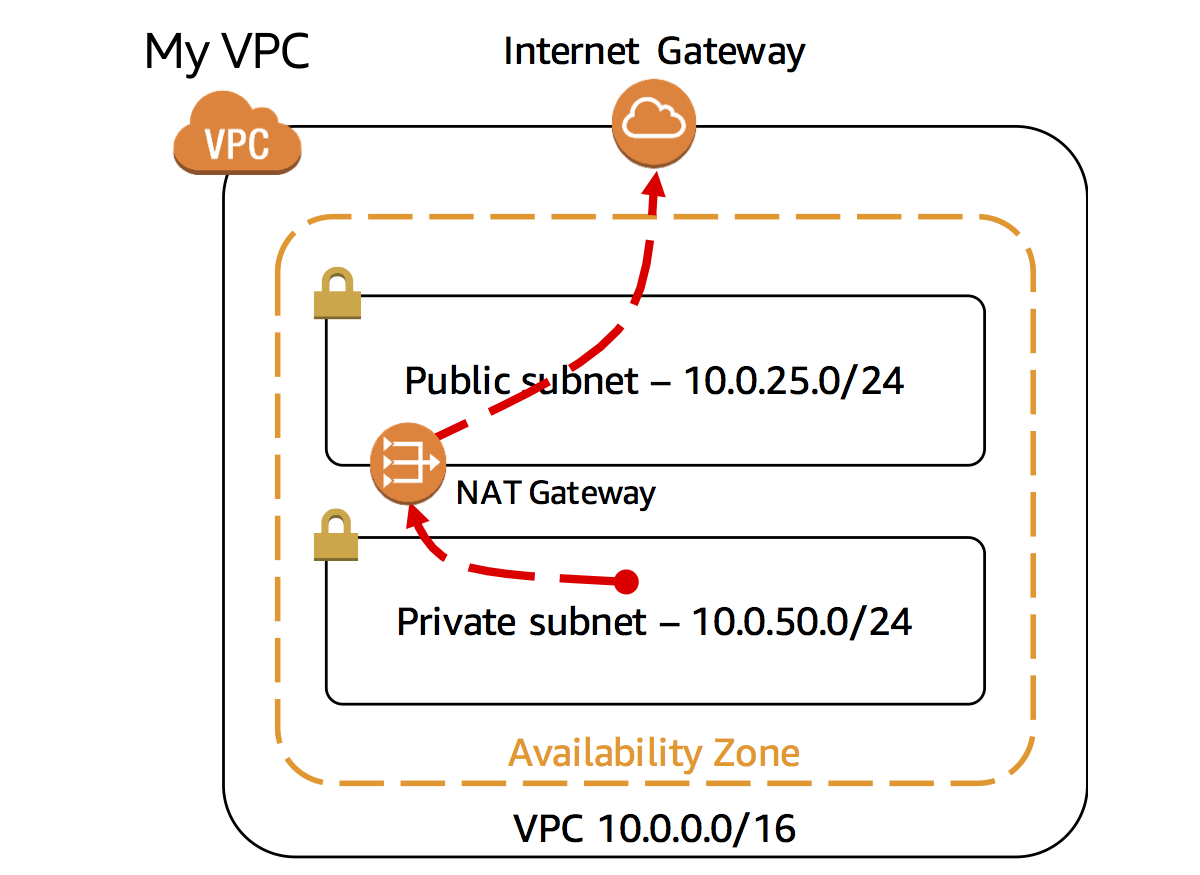 My VPC
Internet Gateway
VPC
Public subnet – 10.0.25.0/24
NAT Gateway
Private subnet – 10.0.50.0/24
Availability Zone
VPC 10.0.0.0/16